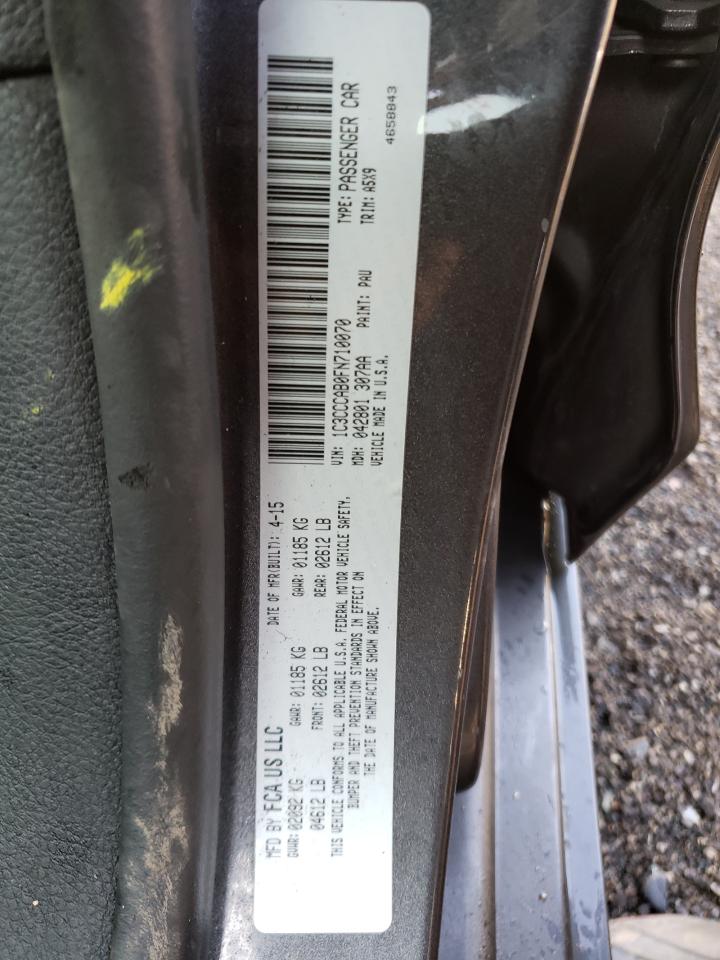 MFD BY FCA US LLC
DATE OF MFR(BUILT): 4-15
GVWR: 02092 KG
GAWR: 01185 KG
GAWR: 01185 KG
04612 LB
FRONT: 02612 LB
REAR: 02612 LB
THIS VEHICLE CONFORMS TO ALL APPLICABLE U.S.A. FEDERAL MOTOR VEHICLE SAFETY,
BUMPER AND THEFT PREVENTION STANDARDS IN EFFECT ON
THE DATE OF MANUFACTURE SHOWN ABOVE.
VIN: 1C3CCCAB0FN710070
TYPE: PASSENGER CAR
MDH: 042801 307AA
PAINT: PAU
TRIM: A5X9
VEHICLE MADE IN U.S.A.
4658843